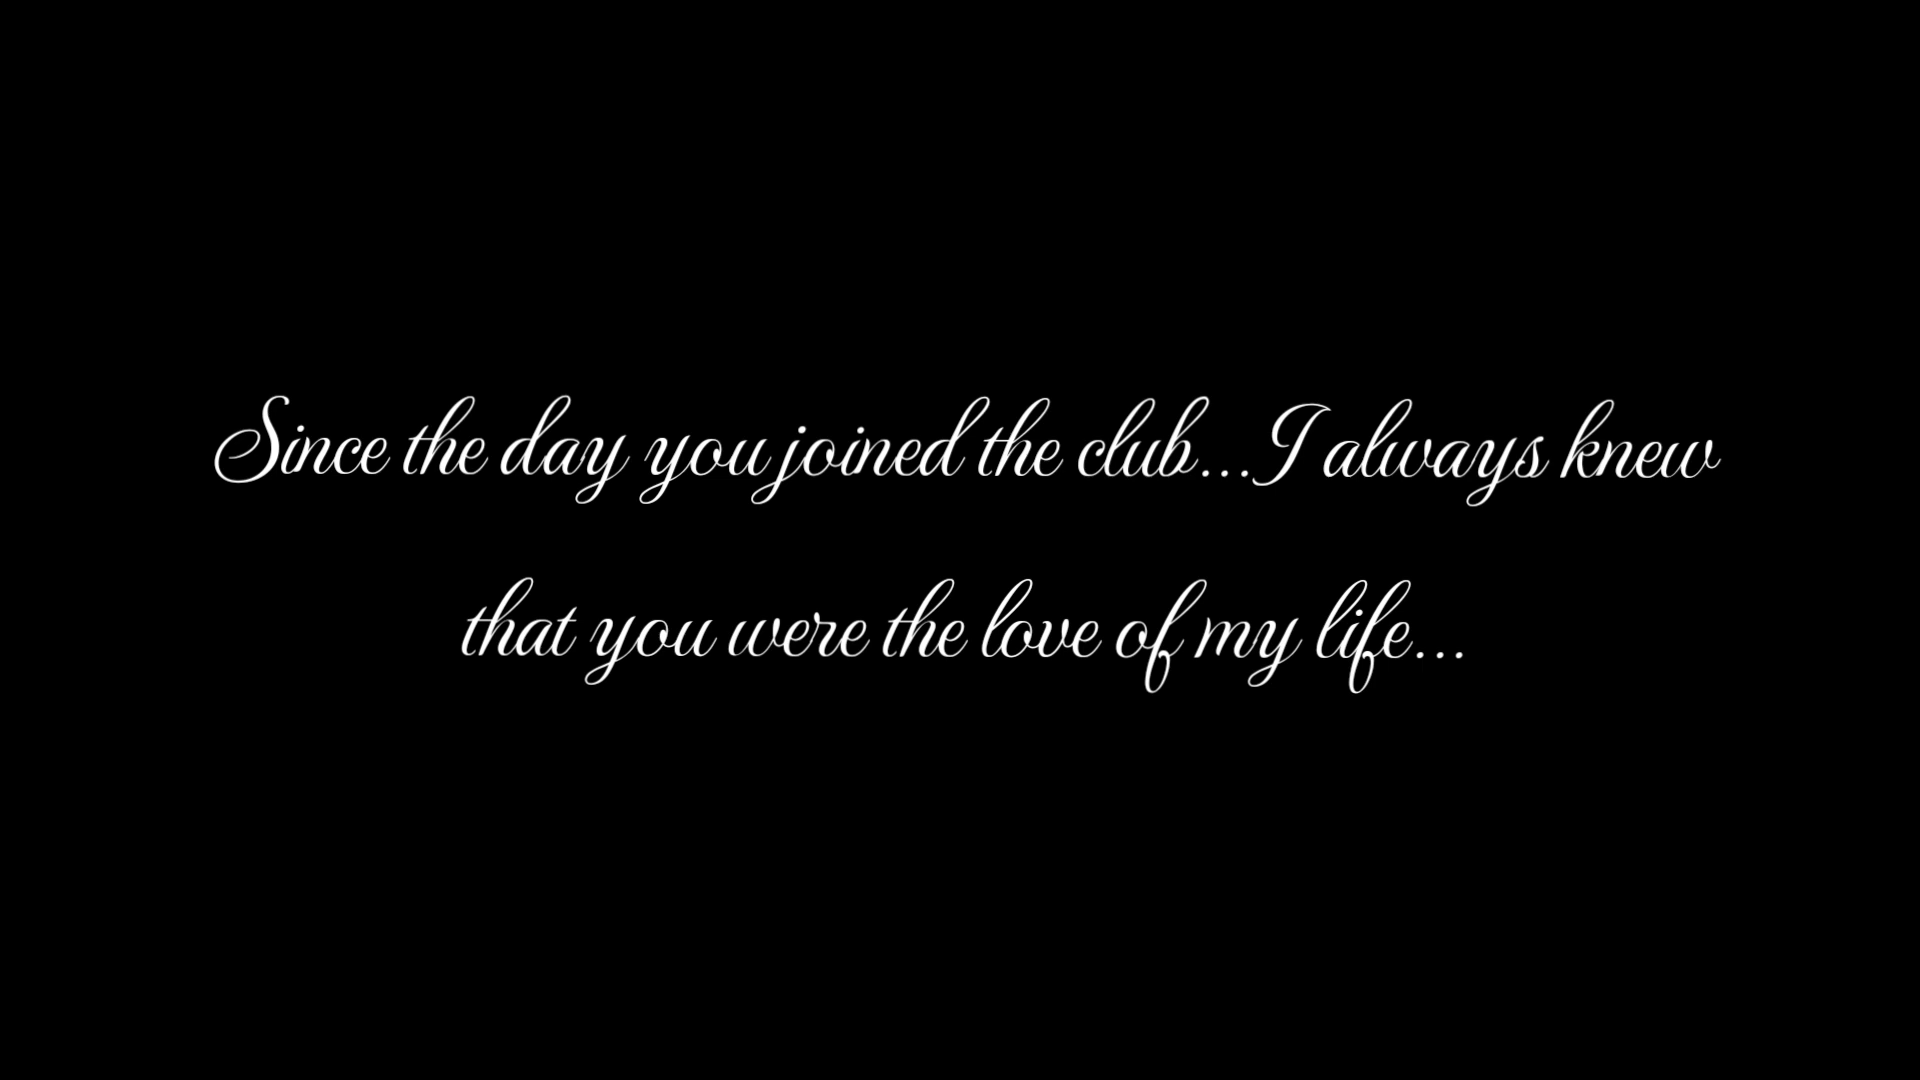 Since the day you joined the club...I always knew
that you were the love of my life...